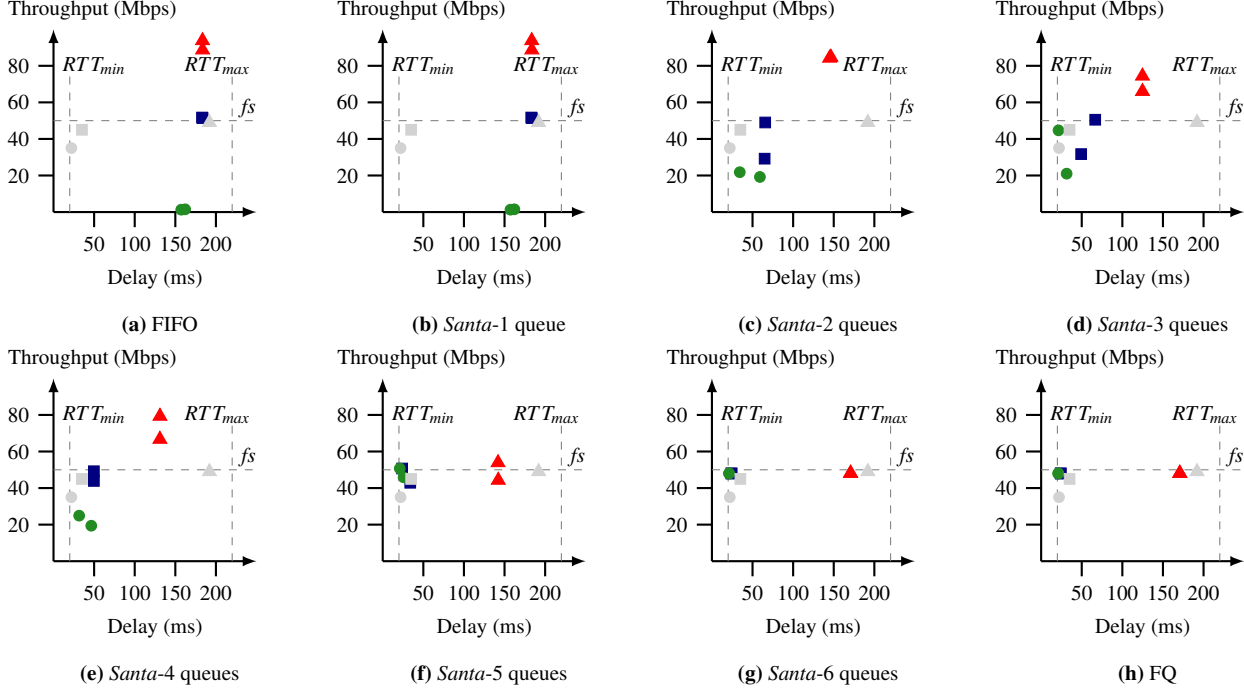 Throughput (Mbps) Throughput (Mbps) Throughput (Mbps) Throughput (Mbps)
80 RTTmin RTTmax 80 RTTmin RTTmax 80 RTTmin RTTmax 80 RTTmin RTTmax
60 fs 60 fs 60 fs 60 fs
40 40 40 40
20 20 20 20
50 100 150 200 50 100 150 200 50 100 150 200 50 100 150 200
Delay (ms) Delay (ms) Delay (ms) Delay (ms)
(a) FIFO (b) Santa-1 queue (c) Santa-2 queues (d) Santa-3 queues
Throughput (Mbps) Throughput (Mbps) Throughput (Mbps) Throughput (Mbps)
80 RTTmin RTTmax 80 RTTmin RTTmax 80 RTTmin RTTmax 80 RTTmin RTTmax
60 fs 60 fs 60 fs 60 fs
40 40 40 40
20 20 20 20
50 100 150 200 50 100 150 200 50 100 150 200 50 100 150 200
Delay (ms) Delay (ms) Delay (ms) Delay (ms)
(e) Santa-4 queues (f) Santa-5 queues (g) Santa-6 queues (h) FQ